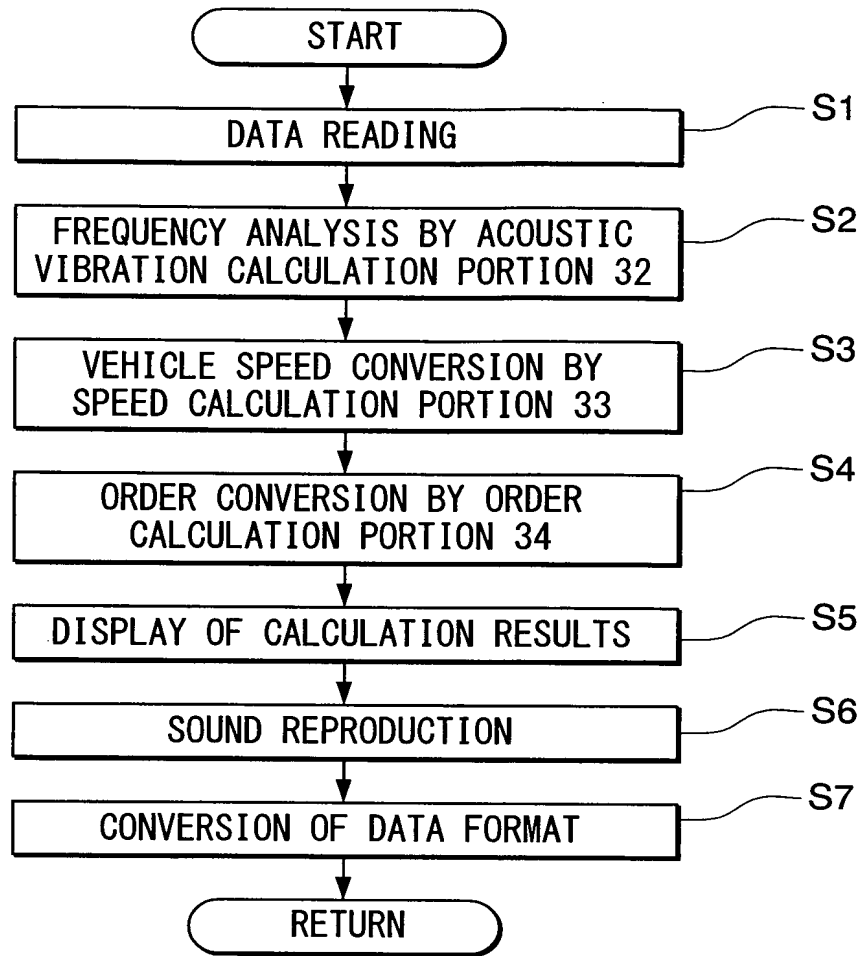 START
DATA READING
S1
FREQUENCY ANALYSIS BY ACOUSTIC
VIBRATION CALCULATION PORTION 32
S2
VEHICLE SPEED CONVERSION BY
SPEED CALCULATION PORTION 33
S3
ORDER CONVERSION BY ORDER
CALCULATION PORTION 34
S4
DISPLAY OF CALCULATION RESULTS
S5
SOUND REPRODUCTION
S6
CONVERSION OF DATA FORMAT
S7
RETURN